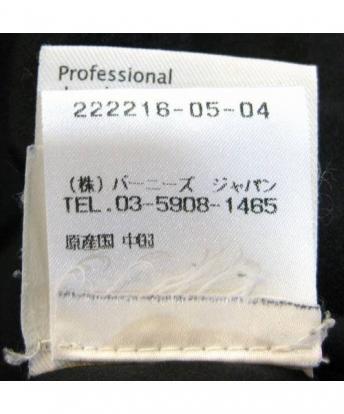 Professional
222216-05-04
(株) バーニーズ ジャパン
TEL.03-5908-1465
原産国 中国